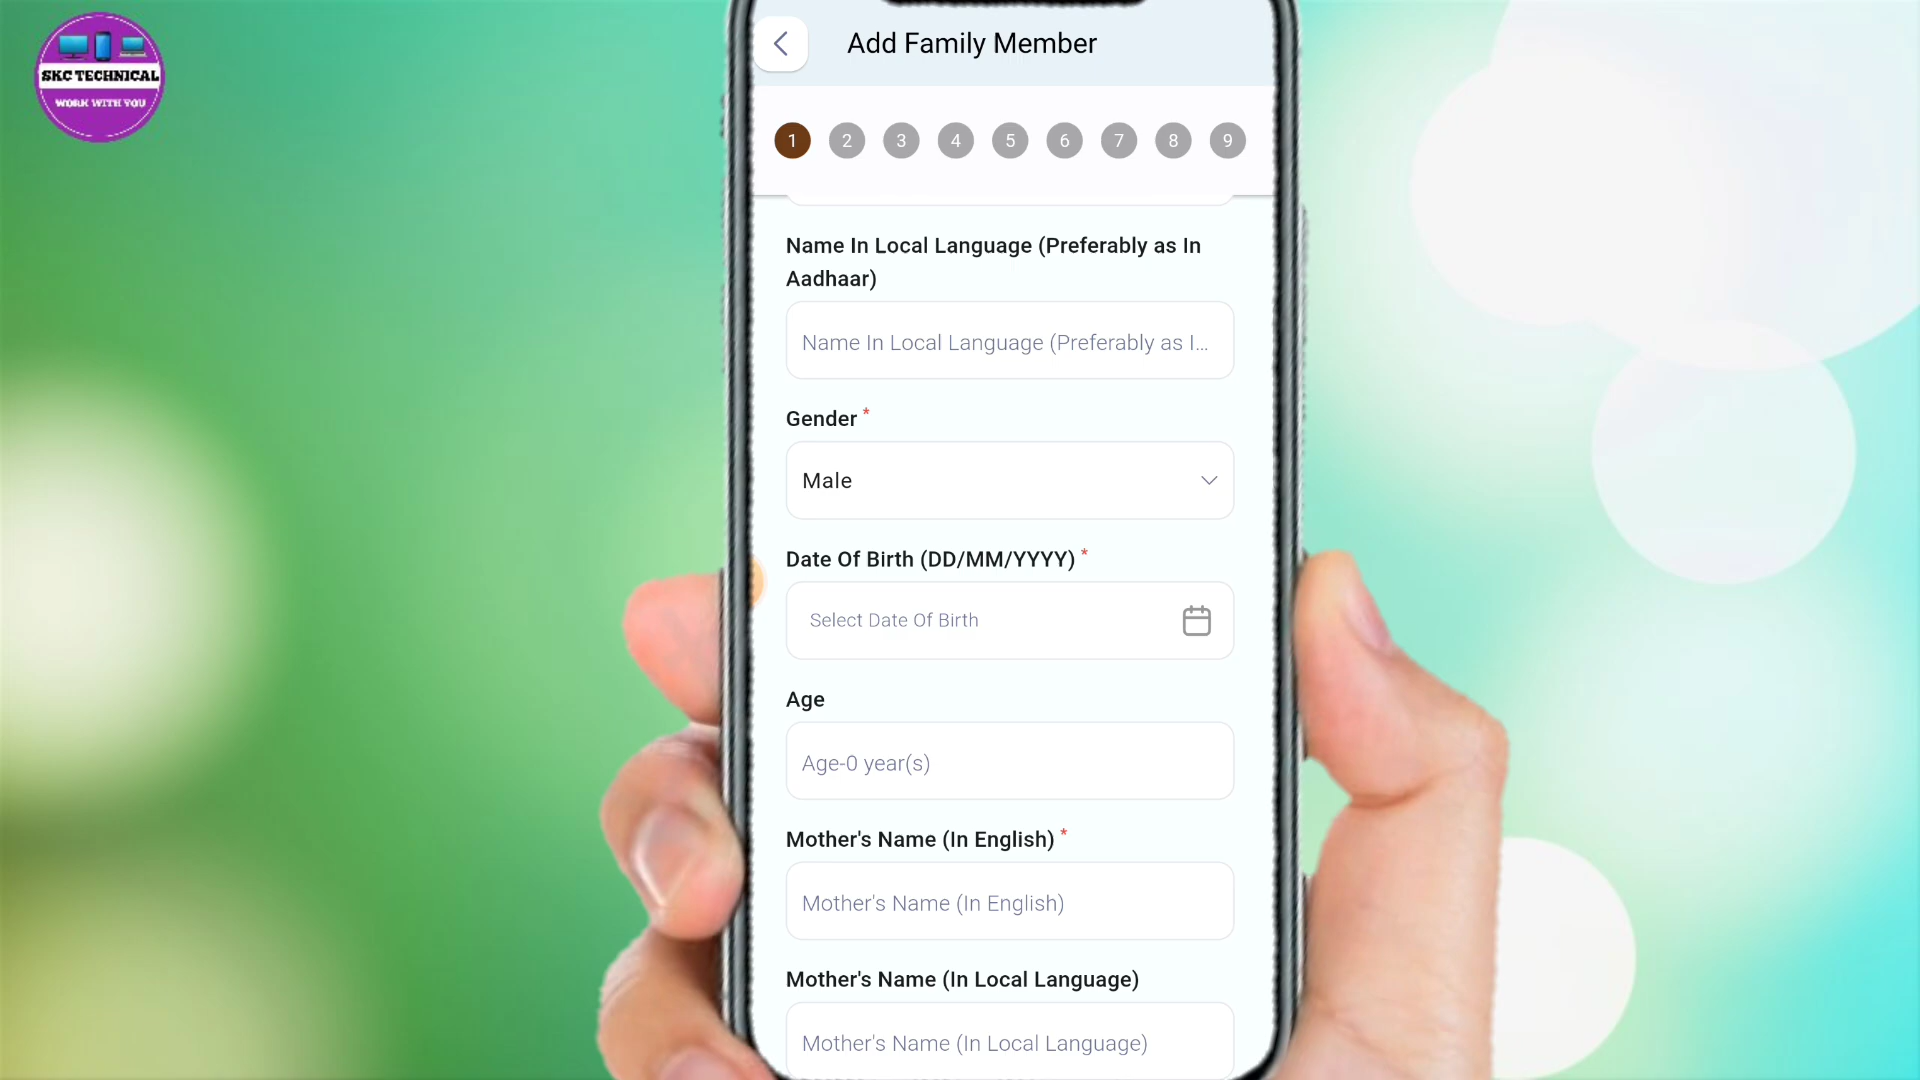 SKC TECHNICAL
WORK WITH YOU
Add Family Member
1 2 3 4 5 6 7 8 9
Name In Local Language (Preferably as In
Aadhaar)
Name In Local Language (Preferably as I...
Gender *
Male
Date Of Birth (DD/MM/YYYY) *
Select Date Of Birth
Age
Age-0 year(s)
Mother's Name (In English) *
Mother's Name (In English)
Mother's Name (In Local Language)
Mother's Name (In Local Language)